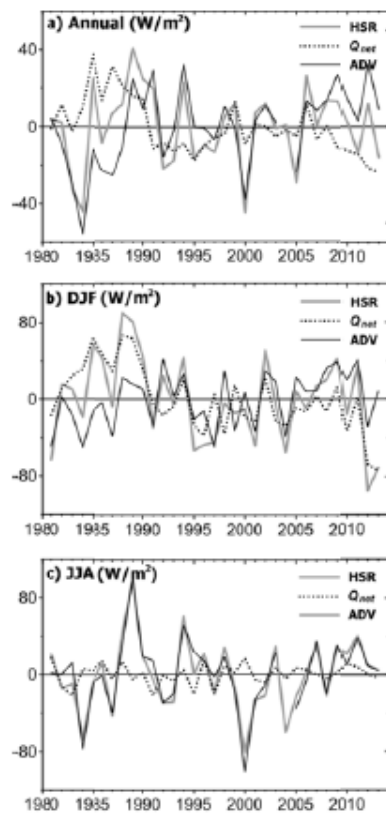 a) Annual (W/m²)
HSR
Qnet
ADV
40
0
-40
1980 1985 1990 1995 2000 2005 2010
b) DJF (W/m²)
HSR
Qnet
ADV
80
0
-80
1980 1985 1990 1995 2000 2005 2010
c) JJA (W/m²)
HSR
Qnet
ADV
80
0
-80
1980 1985 1990 1995 2000 2005 2010